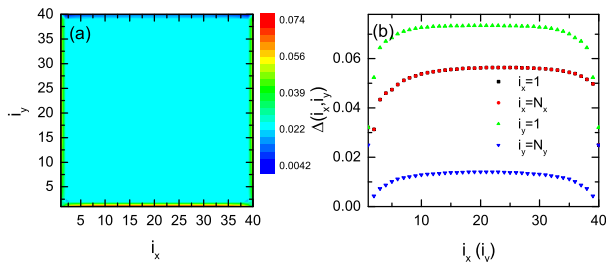 (a)
40
35
30
25
20
15
10
5
i_y
5 10 15 20 25 30 35 40
i_x
0.074
0.058
0.040
0.022
0.0042
(b)
0.06
0.04
0.02
0.00
Δ(i_x,i_y)
i_x=1
i_x=N_x
i_y=1
i_y=N_y
10 20 30 40
i_x (i_y)